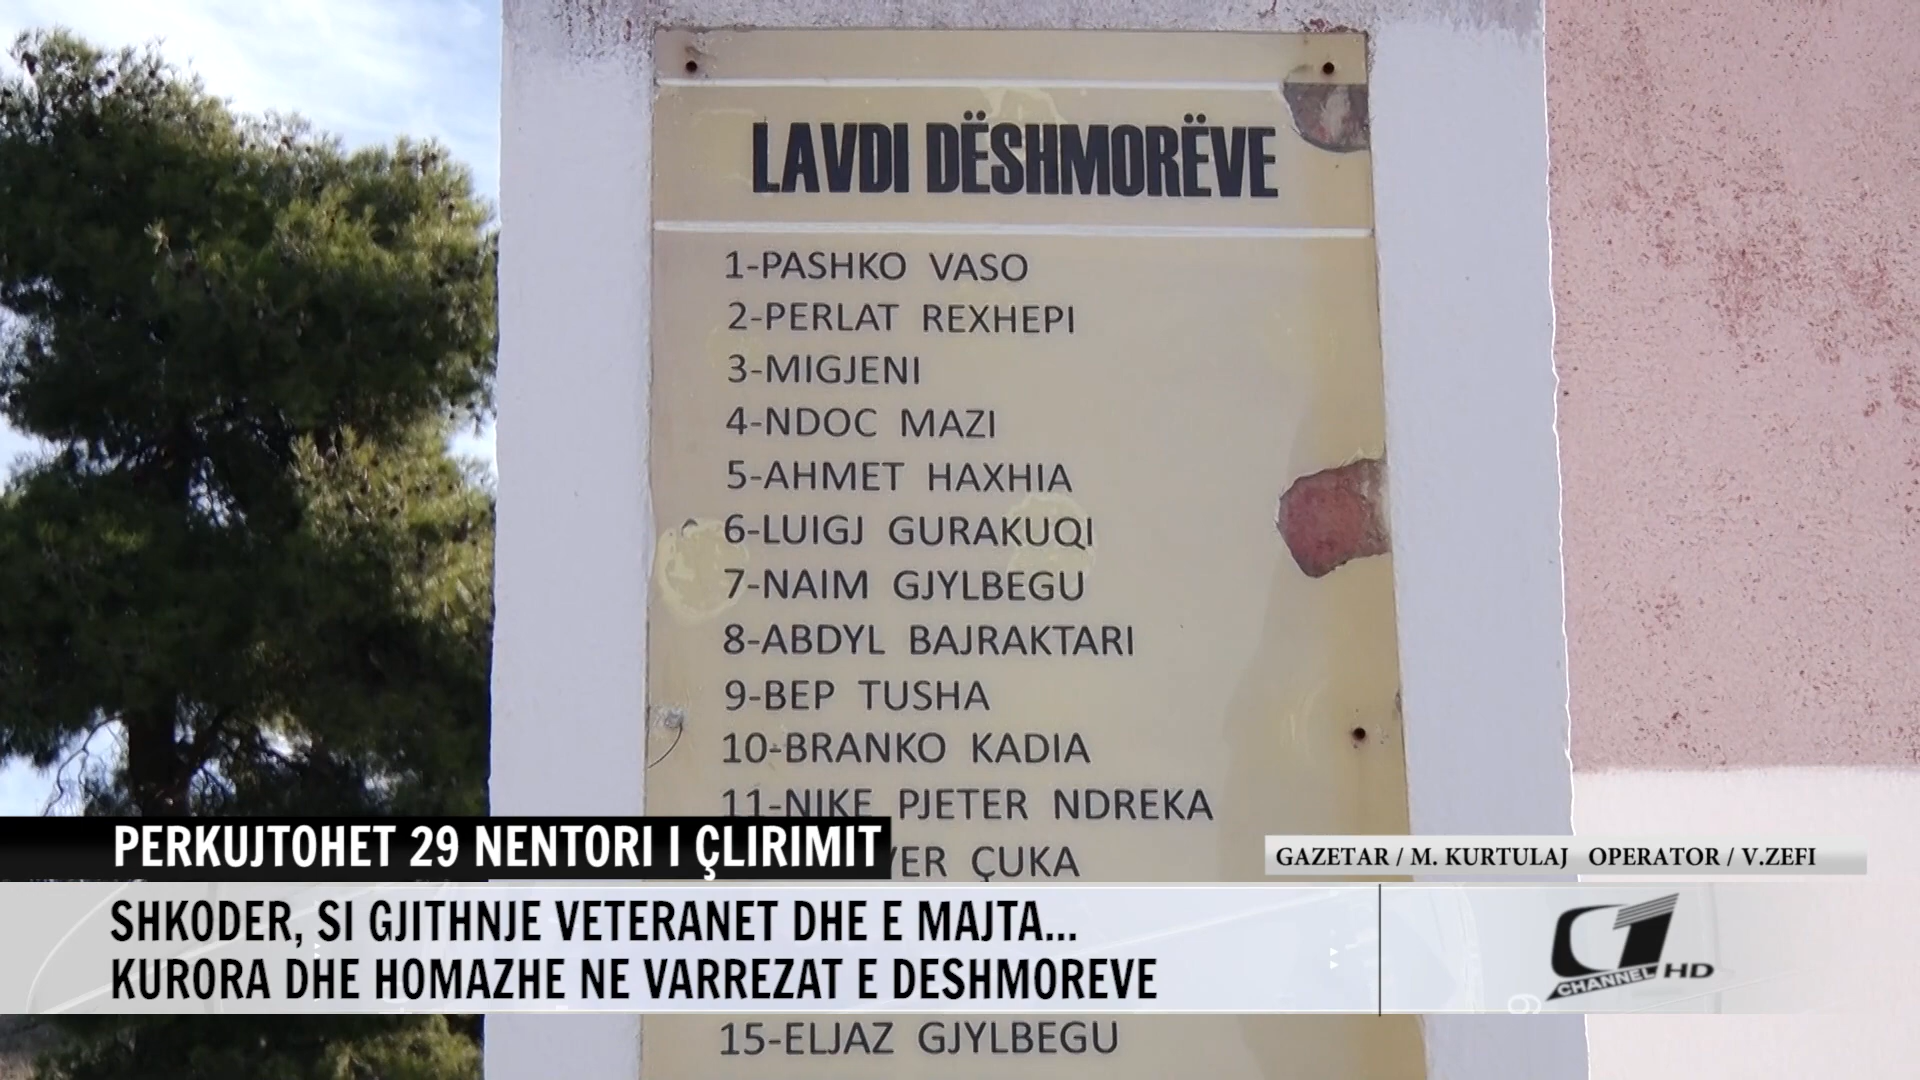 LAVDI DËSHMORËVE
1-PASHKO VASO
2-PERLAT REXHEPI
3-MIGJENI
4-NDOC MAZI
5-AHMET HAXHIA
6-LUIGJ GURAKUQI
7-NAIM GJYLBEGU
8-ABDYL BAJRAKTARI
9-BEP TUSHA
10-BRANKO KADIA
11-NIKE PJETER NDREKA
ÇUKA
PERKUJTOHET 29 NENTORI I ÇLIRIMIT
GAZETAR / M. KURTULAJ OPERATOR / V.ZEFI
SHKODER, SI GJITHNJE VETERANET DHE E MAJTA...
KURORA DHE HOMAZHE NE VARREZAT E DESHMOREVE
C1
CHANNEL HD
15-ELJAZ GJYLBEGU